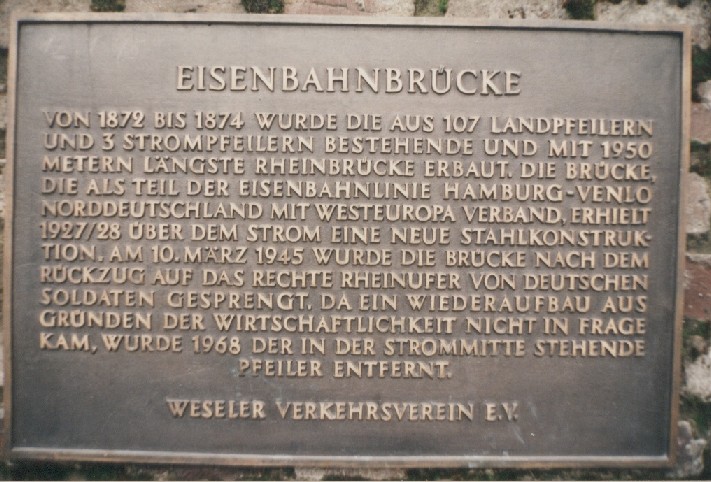 EISENBAHNBRÜCKE
VON 1872 BIS 1874 WURDE DIE AUS 107 LANDPFEILERN
UND 3 STROMPFEILERN BESTEHENDE UND MIT 1950
METERN LÄNGSTE RHEINBRÜCKE ERBAUT. DIE BRÜCKE,
DIE ALS TEIL DER EISENBAHNLINIE HAMBURG-VENLO
NORDDEUTSCHLAND MIT WESTEUROPA VERBAND, ERHIELT
1927/28 ÜBER DEM STROM EINE NEUE STAHLKONSTRUK-
TION. AM 10. MÄRZ 1945 WURDE DIE BRÜCKE NACH DEM
RÜCKZUG AUF DAS RECHTE RHEINUFER VON DEUTSCHEN
SOLDATEN GESPRENGT. DA EIN WIEDERAUFBAU AUS
GRÜNDEN DER WIRTSCHAFTLICHKEIT NICHT IN FRAGE
KAM, WURDE 1968 DER IN DER STROMMITTE STEHENDE
PFEILER ENTFERNT.
WESELER VERKEHRSVEREIN E.V.